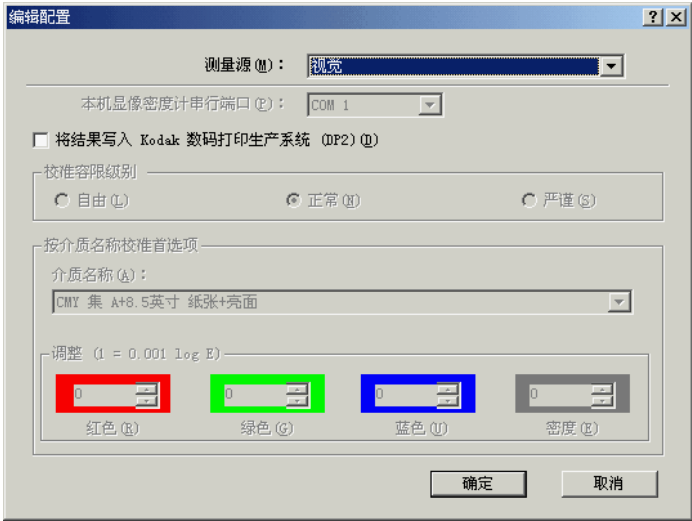 编辑配置
测量源(M): 视觉
本机显像密度计串行端口(P): COM 1
将结果写入 Kodak 数码打印生产系统 (DP2)(D)
校准容限级别
自由(L) 正常(N) 严谨(S)
按介质名称校准首选项
介质名称(A):
CMY 集 A+8.5英寸 纸张+亮面
调整 (1 = 0.001 log E)
0 0 0 0
红色(R) 绿色(G) 蓝色(U) 密度(E)
确定 取消